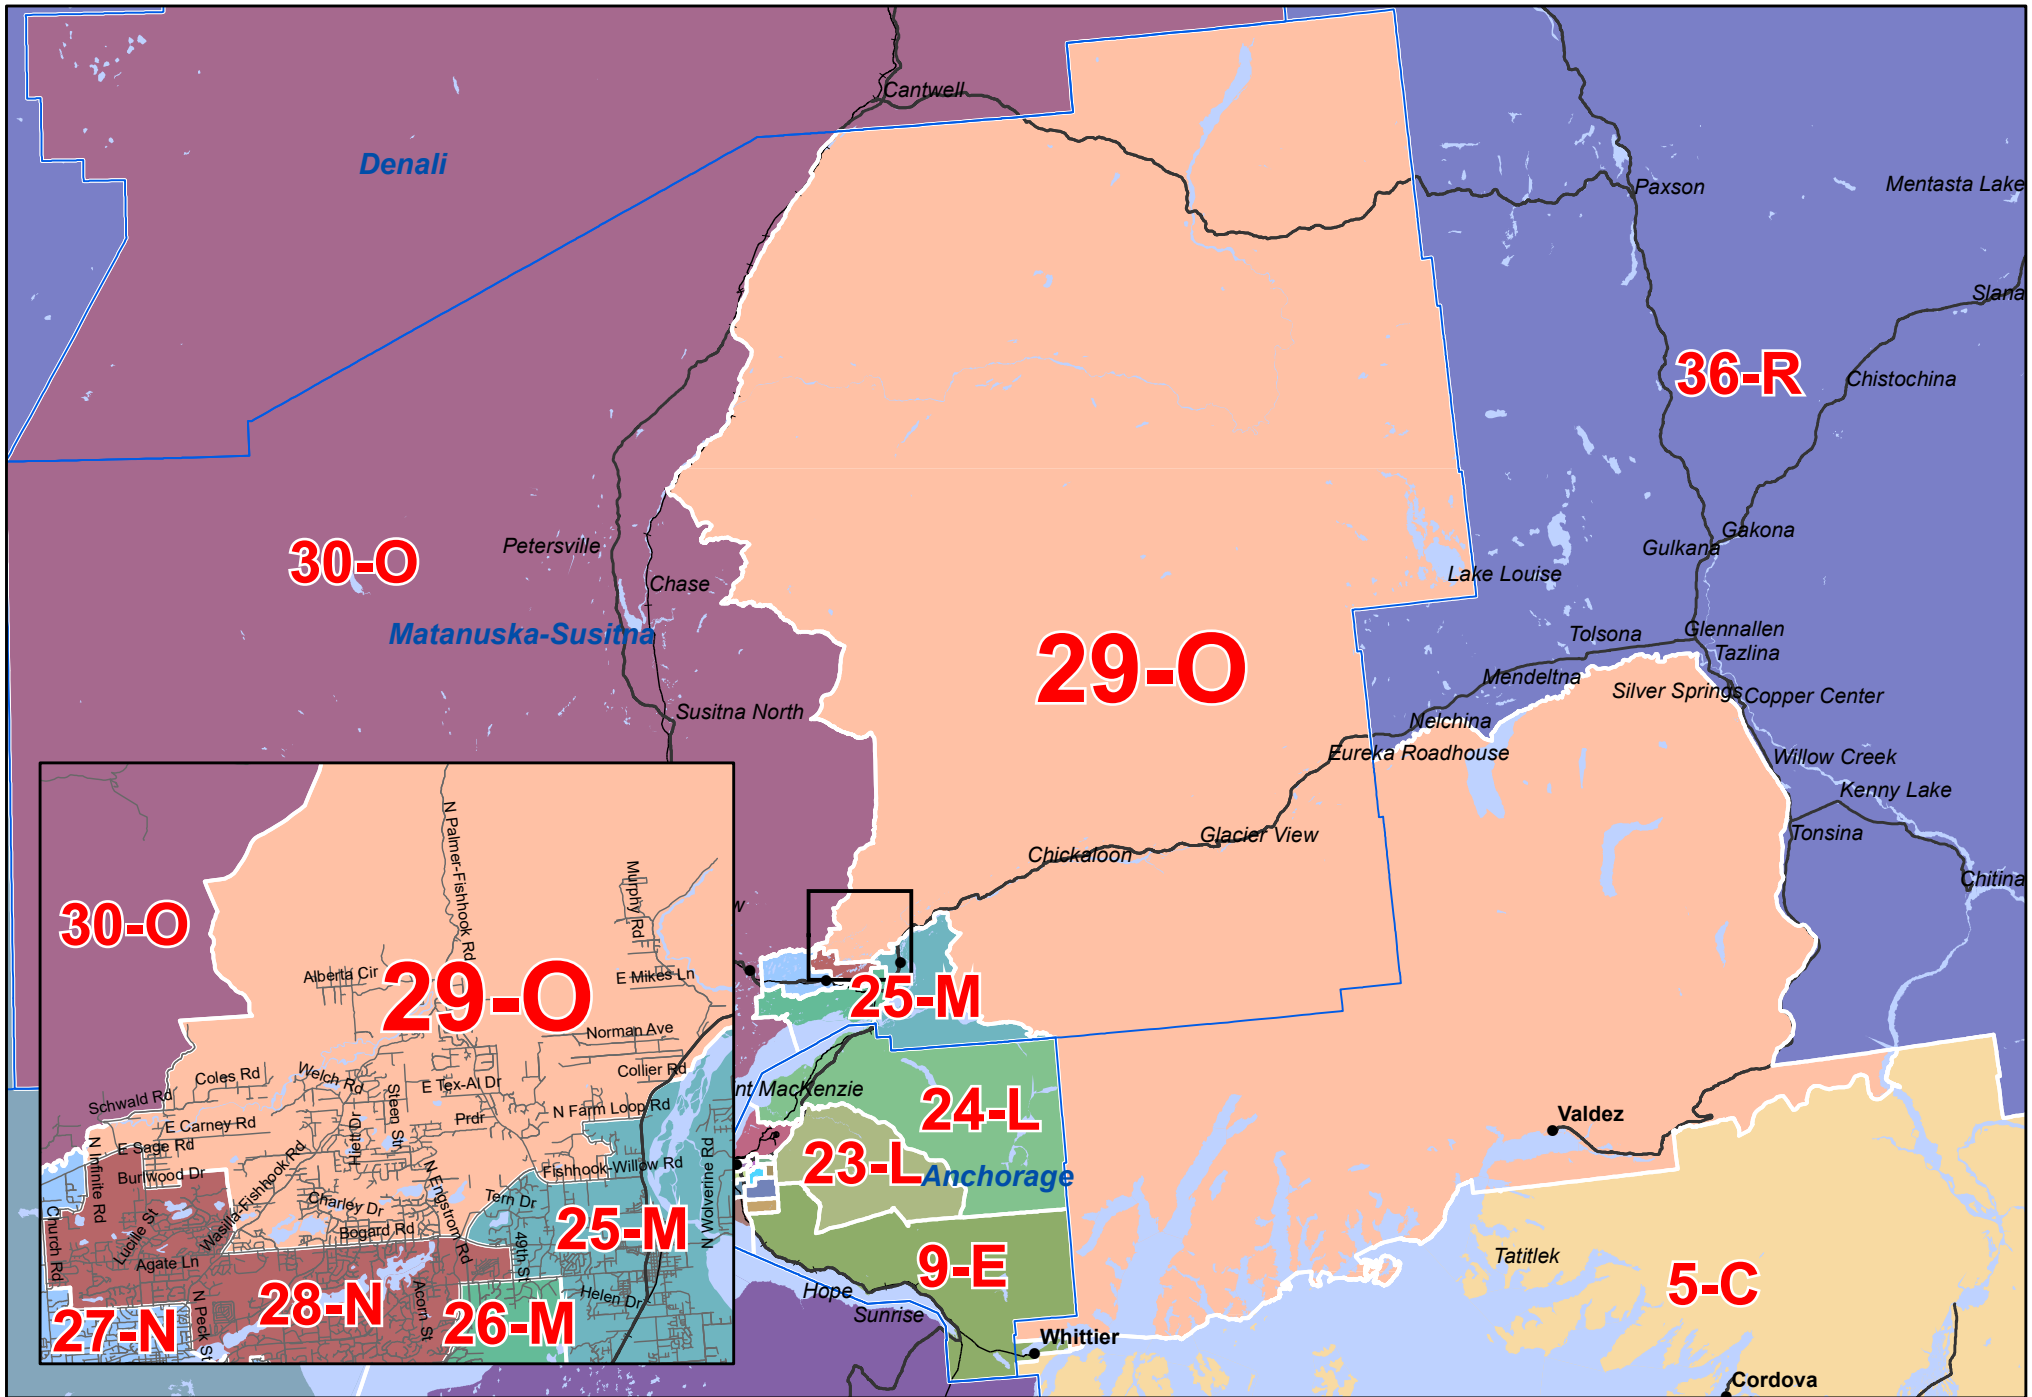 Cantwell
Denali
Paxson
Mentasta Lake
Slana
36-R
Chistochina
30-O
Petersville
Chase
Gakona
Gulkana
Lake Louise
Matanuska-Susitna
29-O
Tolsona
Glennallen
Tazlina
Mendeltna
Silver Springs
Copper Center
Susitna North
Nelchina
Eureka Roadhouse
Willow Creek
Kenny Lake
Tonsina
Glacier View
Chickaloon
Chitina
w
25-M
nt MacKenzie
24-L
Valdez
23-L
Anchorage
9-E
Tatitlek
5-C
Hope
Sunrise
Whittier
Cordova
N Palmer-Fishhook Rd
Murphy Rd
30-O
Alberta Cir
29-O
E Mikes Ln
Norman Ave
Coles Rd
Welch Rd
Collier Rd
E Tex-Al Dr
Schwald Rd
Steen Str
N Farm Loop Rd
E Carney Rd
Hiett Dr
Prdr
E Sage Rd
N Infinite Rd
Burlwood Dr
Wasilla-Fishhook Rd
Fishhook-Willow Rd
N Wolverine Rd
N Engstrom Rd
Tern Dr
Charley Dr
Church Rd
Lucille St
Bogard Rd
49th St
25-M
Agate Ln
28-N
N Peck St
Acorn St
Helen Dr
27-N
26-M